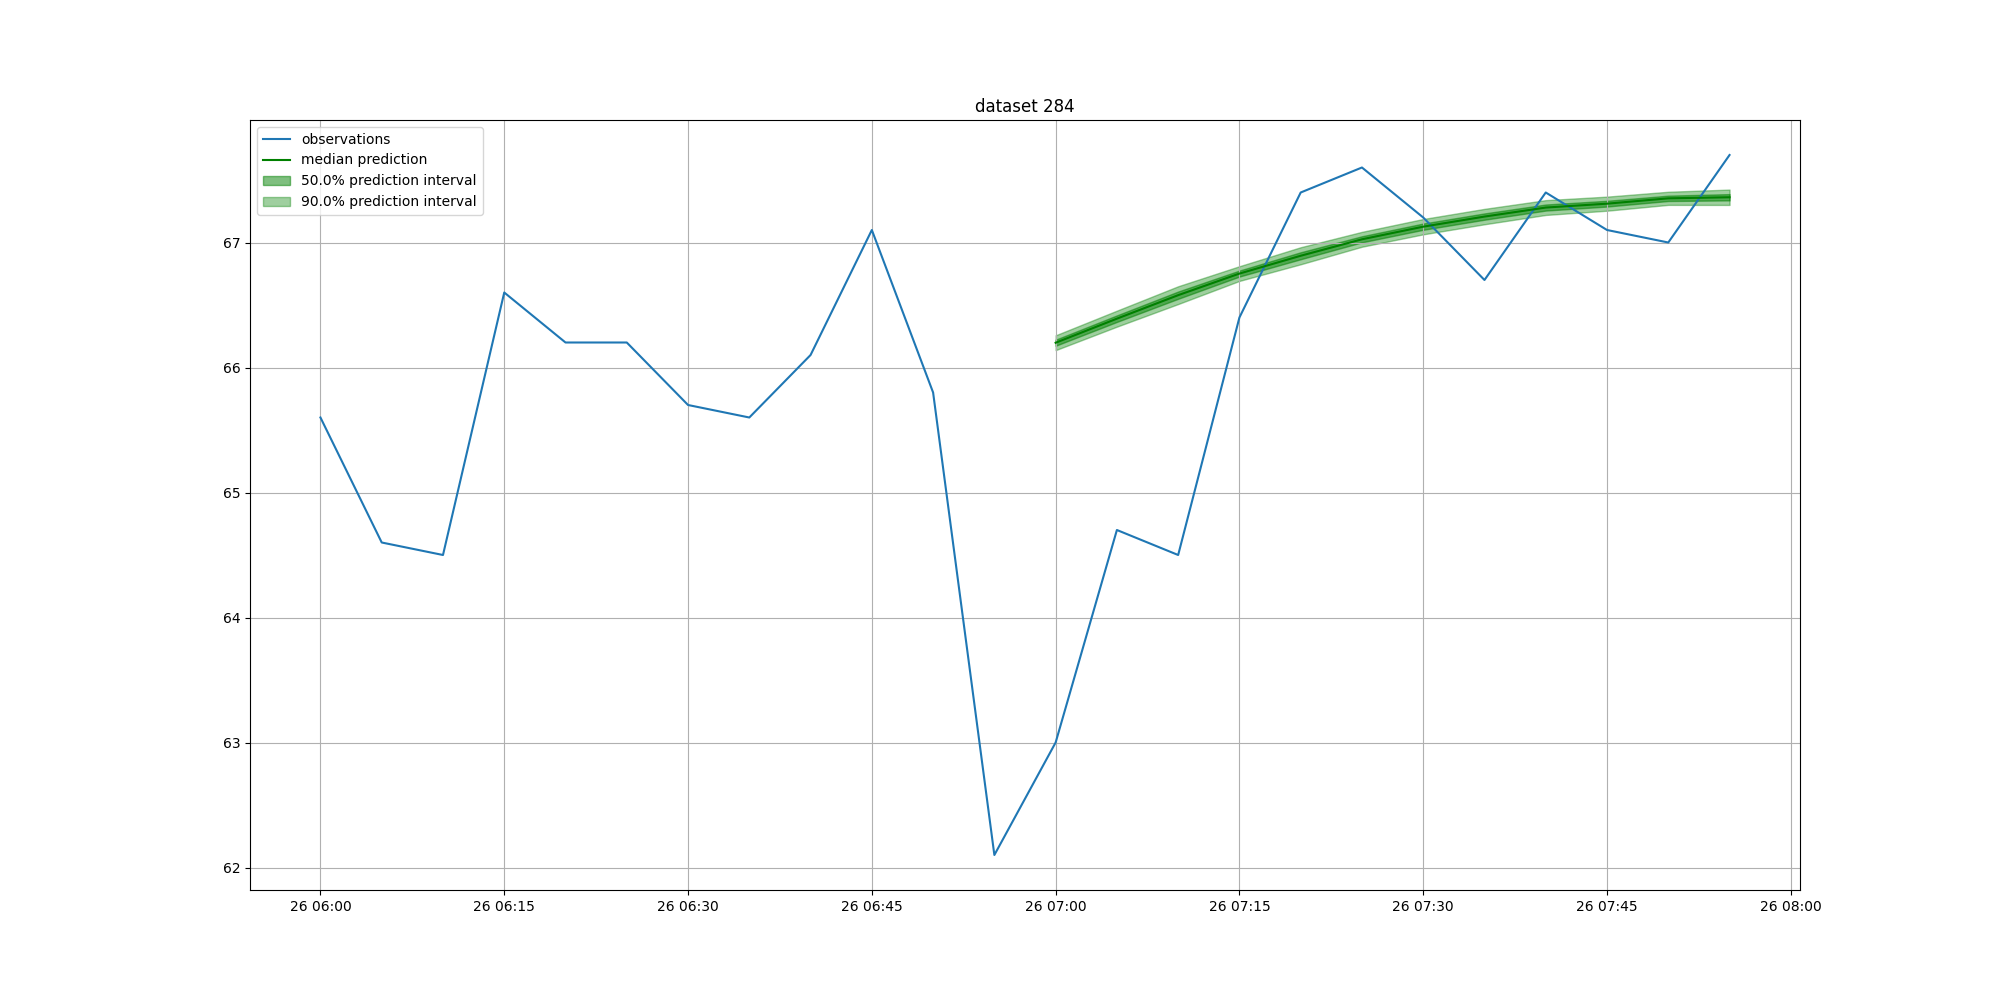 dataset 284
observations
median prediction
50.0% prediction interval
90.0% prediction interval
67
66
65
64
63
62
26 06:00 26 06:15 26 06:30 26 06:45 26 07:00 26 07:15 26 07:30 26 07:45 26 08:00